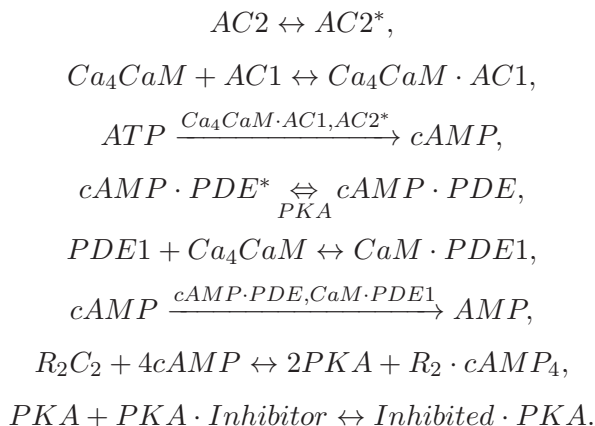 AC2 ↔ AC2*,
Ca₄CaM + AC1 ↔ Ca₄CaM · AC1,
ATP —Ca₄CaM·AC1,AC2*→ cAMP,
cAMP · PDE* ⇔ cAMP · PDE,
PKA
PDE1 + Ca₄CaM ↔ CaM · PDE1,
cAMP —cAMP·PDE,CaM·PDE1→ AMP,
R₂C₂ + 4cAMP ↔ 2PKA + R₂ · cAMP₄,
PKA + PKA · Inhibitor ↔ Inhibited · PKA.